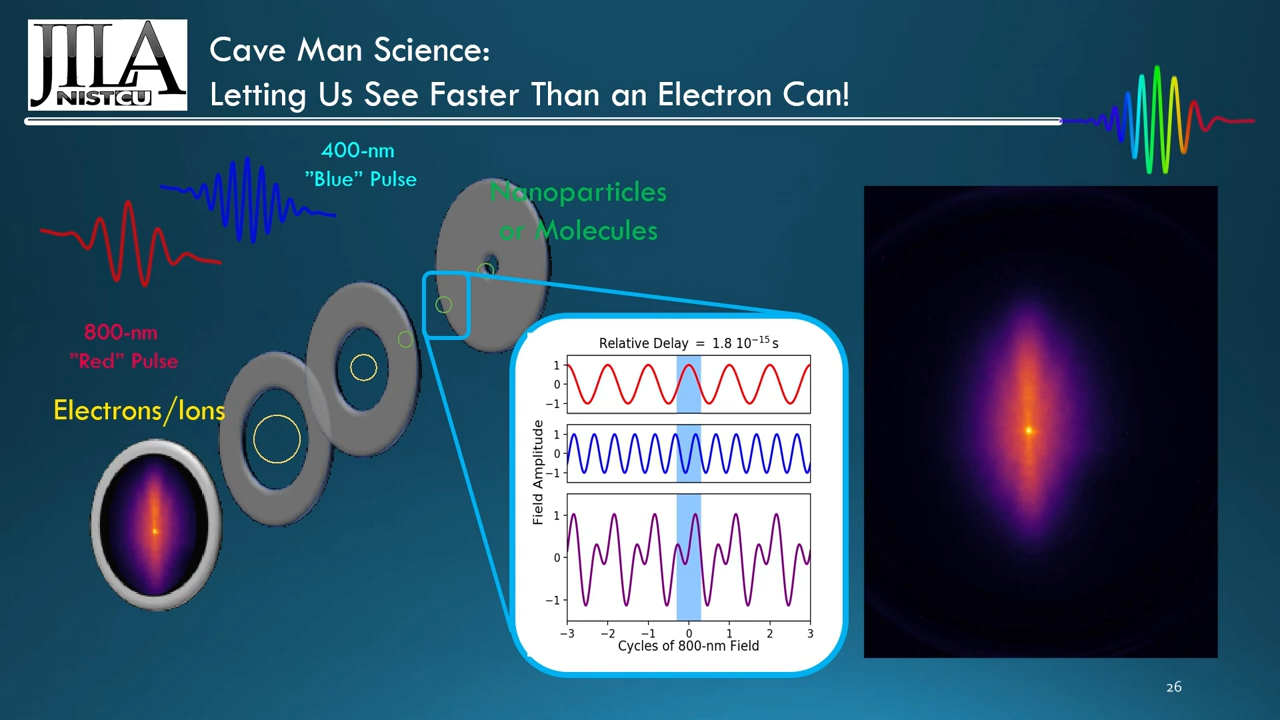 JILA
NIST CU
Cave Man Science:
Letting Us See Faster Than an Electron Can!
400-nm
”Blue” Pulse
Nanoparticles
or Molecules
800-nm
”Red” Pulse
Electrons/Ions
Relative Delay = 1.8 10⁻¹⁵ s
1
0
−1
1
0
−1
1
0
−1
Field Amplitude
−3 −2 −1 0 1 2 3
Cycles of 800-nm Field
26